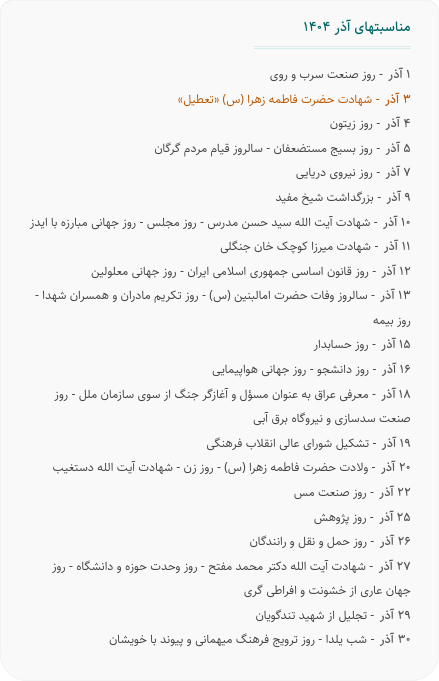 مناسبتهای آذر ۱۴۰۴
۱ آذر - روز صنعت سرب و روی
۳ آذر - شهادت حضرت فاطمه زهرا (س) «تعطیل»
۴ آذر - روز زیتون
۵ آذر - روز بسیج مستضعفان - سالروز قیام مردم گرگان
۷ آذر - روز نیروی دریایی
۹ آذر - بزرگداشت شیخ مفید
۱۰ آذر - شهادت آیت الله سید حسن مدرس - روز مجلس - روز جهانی مبارزه با ایدز
۱۱ آذر - شهادت میرزا کوچک خان جنگلی
۱۲ آذر - روز قانون اساسی جمهوری اسلامی ایران - روز جهانی معلولین
۱۳ آذر - سالروز وفات حضرت امالبنین (س) - روز تکریم مادران و همسران شهدا -
روز بیمه
۱۵ آذر - روز حسابدار
۱۶ آذر - روز دانشجو - روز جهانی هواپیمایی
۱۸ آذر - معرفی عراق به عنوان مسؤل و آغازگر جنگ از سوی سازمان ملل - روز
صنعت سدسازی و نیروگاه برق آبی
۱۹ آذر - تشکیل شورای عالی انقلاب فرهنگی
۲۰ آذر - ولادت حضرت فاطمه زهرا (س) - روز زن - شهادت آیت الله دستغیب
۲۲ آذر - روز صنعت مس
۲۵ آذر - روز پژوهش
۲۶ آذر - روز حمل و نقل و رانندگان
۲۷ آذر - شهادت آیت الله دکتر محمد مفتح - روز وحدت حوزه و دانشگاه - روز
جهان عاری از خشونت و افراطی گری
۲۹ آذر - تجلیل از شهید تندگویان
۳۰ آذر - شب یلدا - روز ترویج فرهنگ میهمانی و پیوند با خویشان